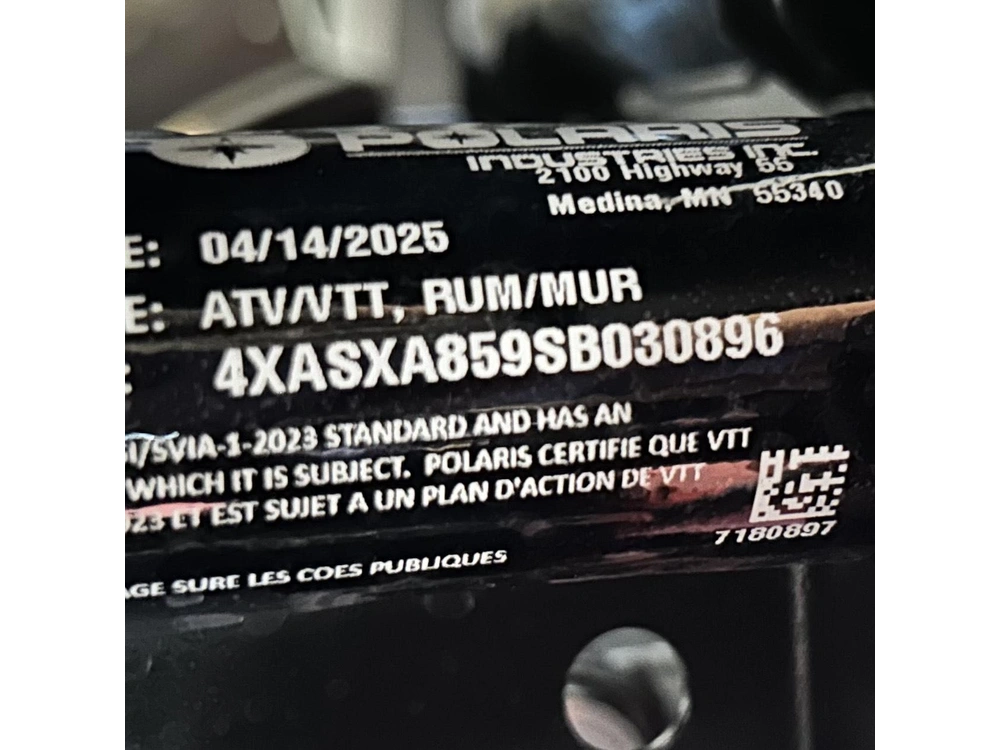 POLARIS
INDUSTRIES INC.
2100 Highway 55
Medina, MN 55340
E: 04/14/2025
E: ATV/VTT, RUM/MUR
: 4XASXA859SB030896
I/SVIA-1-2023 STANDARD AND HAS AN
WHICH IT IS SUBJECT. POLARIS CERTIFIE QUE VTT
023 ET EST SUJET A UN PLAN D'ACTION DE VTT
7180897
AGE SURE LES COES PUBLIQUES